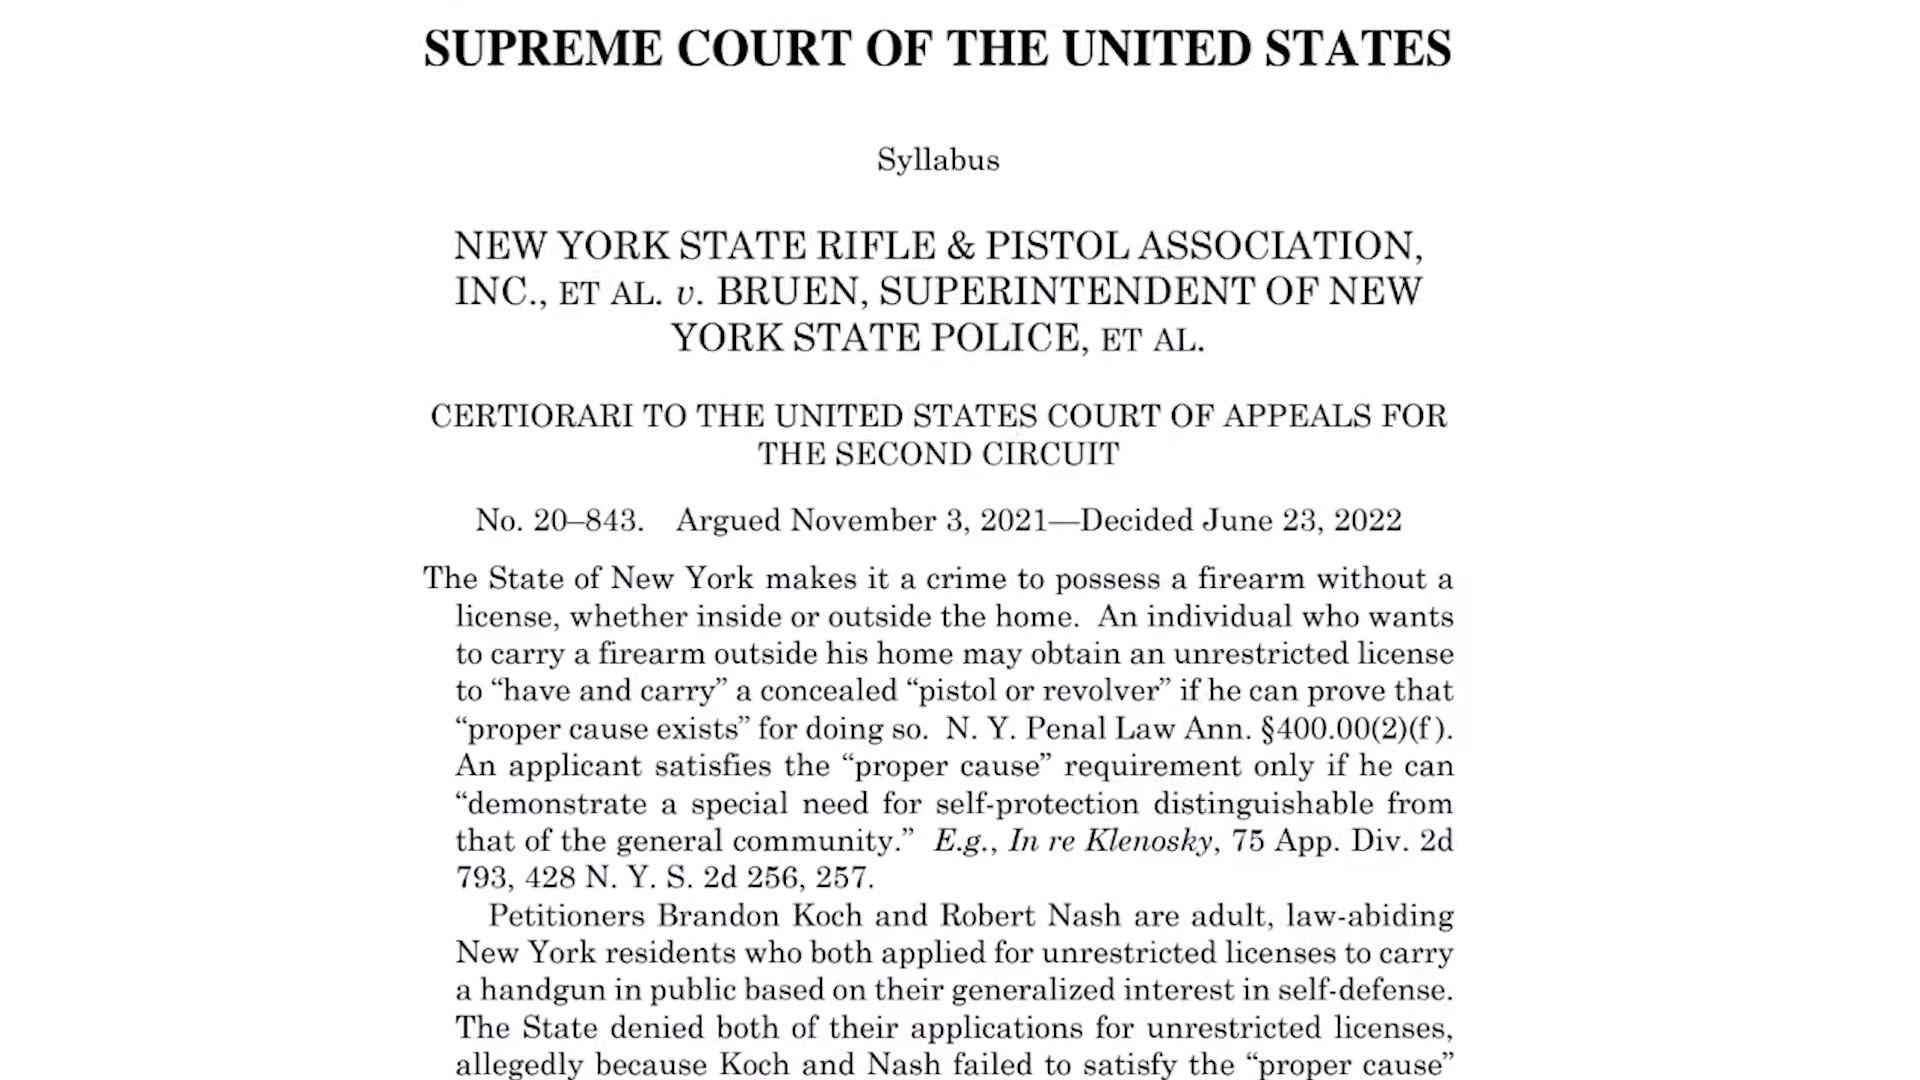 SUPREME COURT OF THE UNITED STATES
Syllabus
NEW YORK STATE RIFLE & PISTOL ASSOCIATION,
INC., ET AL. v. BRUEN, SUPERINTENDENT OF NEW
YORK STATE POLICE, ET AL.
CERTIORARI TO THE UNITED STATES COURT OF APPEALS FOR
THE SECOND CIRCUIT
No. 20–843. Argued November 3, 2021—Decided June 23, 2022
The State of New York makes it a crime to possess a firearm without a
license, whether inside or outside the home. An individual who wants
to carry a firearm outside his home may obtain an unrestricted license
to “have and carry” a concealed “pistol or revolver” if he can prove that
“proper cause exists” for doing so. N. Y. Penal Law Ann. §400.00(2)(f).
An applicant satisfies the “proper cause” requirement only if he can
“demonstrate a special need for self-protection distinguishable from
that of the general community.” E.g., In re Klenosky, 75 App. Div. 2d
793, 428 N. Y. S. 2d 256, 257.
Petitioners Brandon Koch and Robert Nash are adult, law-abiding
New York residents who both applied for unrestricted licenses to carry
a handgun in public based on their generalized interest in self-defense.
The State denied both of their applications for unrestricted licenses,
allegedly because Koch and Nash failed to satisfy the “proper cause”